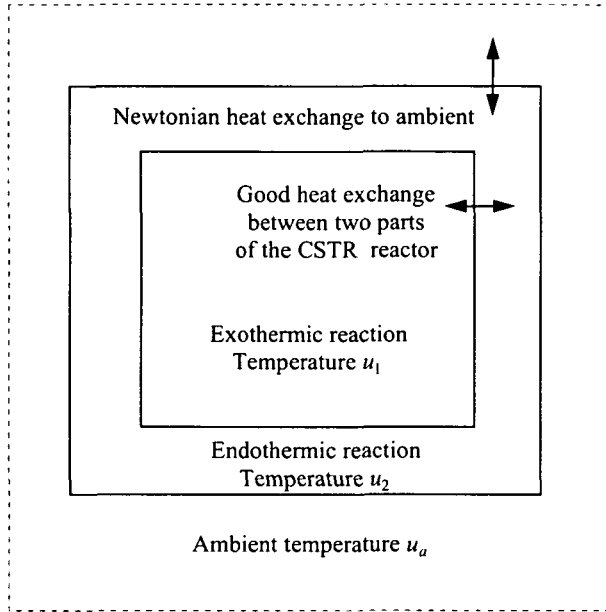 Newtonian heat exchange to ambient
Good heat exchange
between two parts
of the CSTR reactor
Exothermic reaction
Temperature u₁
Endothermic reaction
Temperature u₂
Ambient temperature uₐ